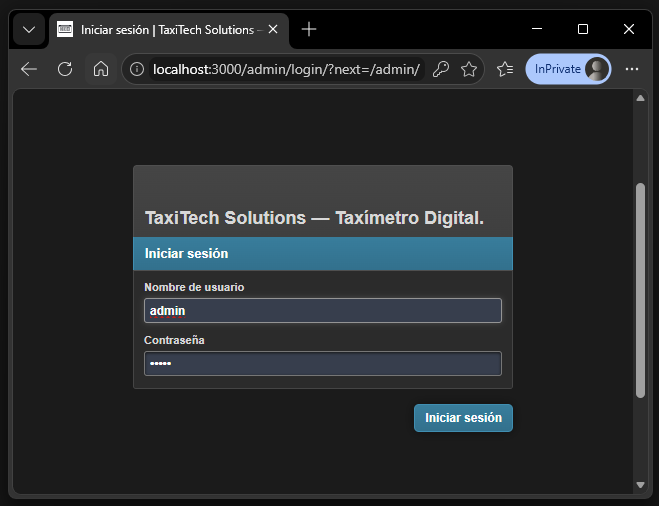 Iniciar sesión | TaxiTech Solutions –
localhost:3000/admin/login/?next=/admin/
InPrivate
TaxiTech Solutions — Taxímetro Digital.
Iniciar sesión
Nombre de usuario
admin
Contraseña
•••••
Iniciar sesión